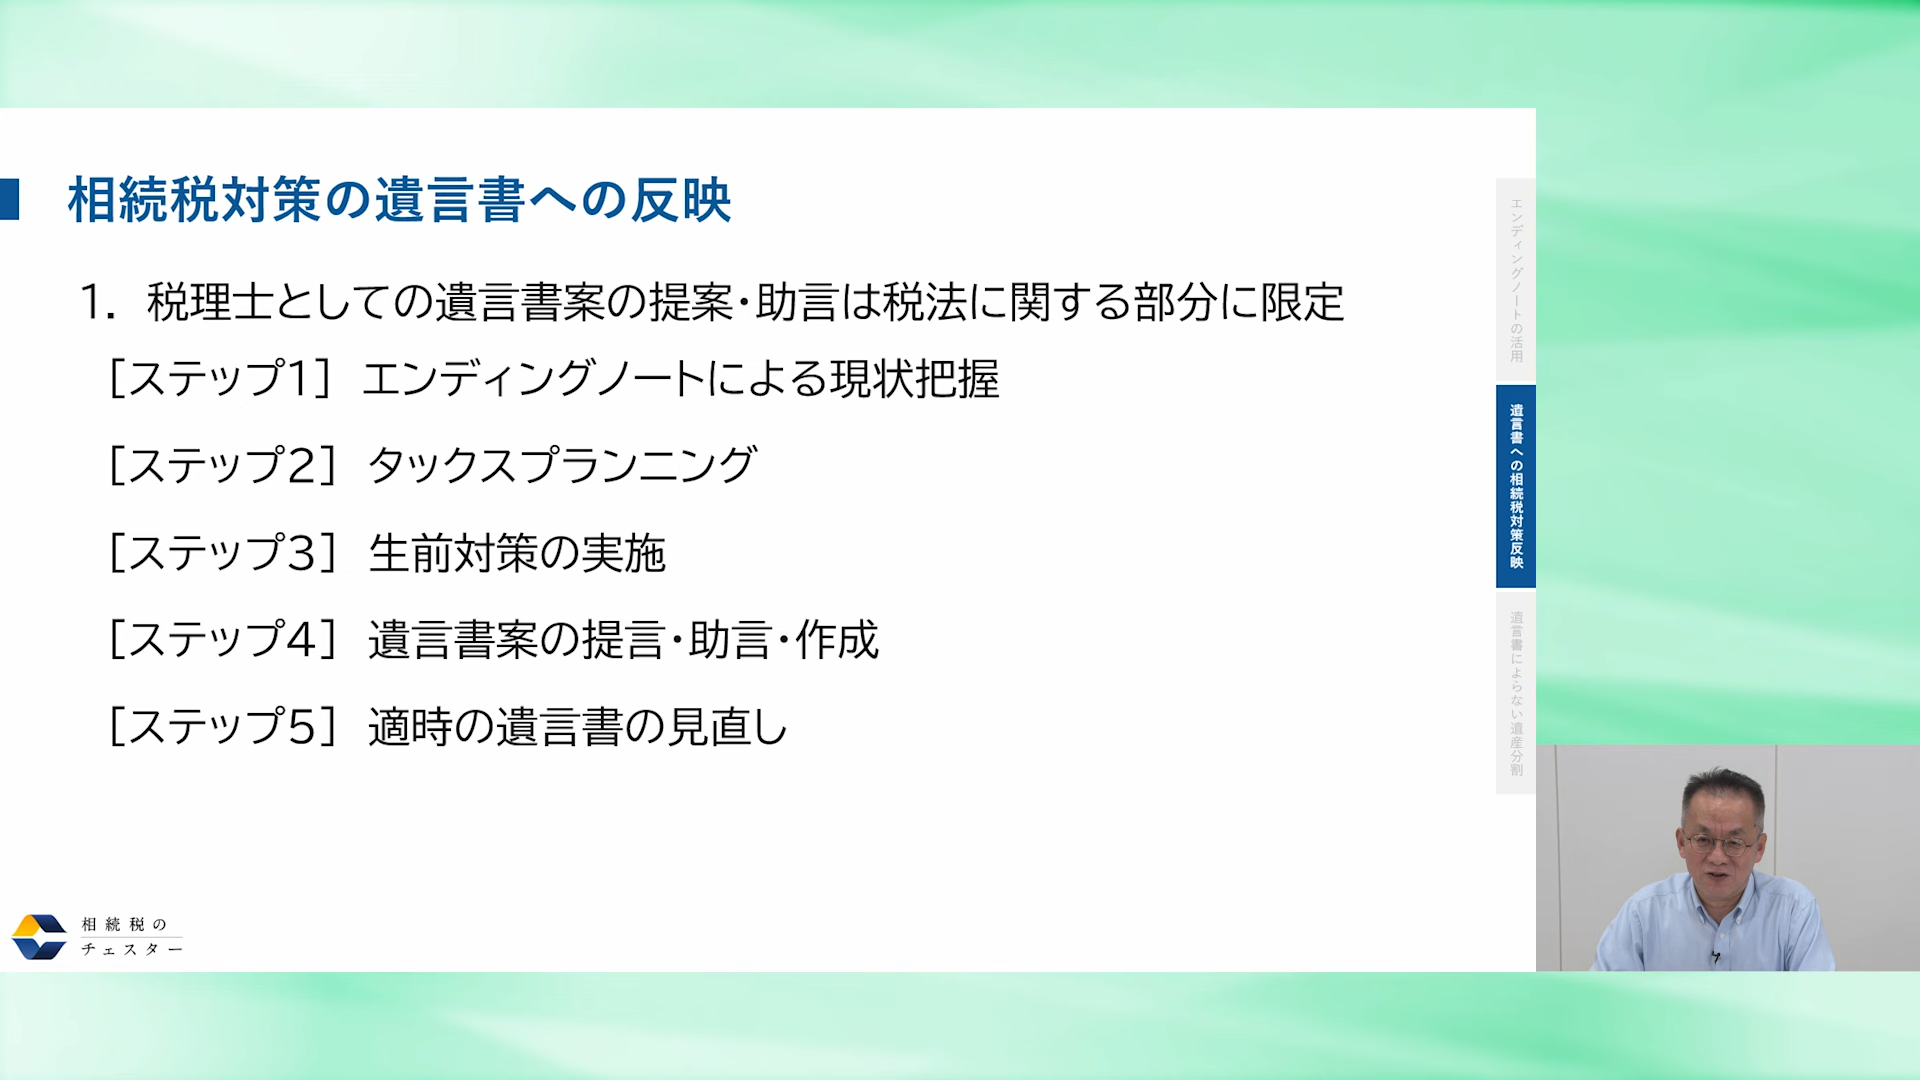 相続税対策の遺言書への反映
1. 税理士としての遺言書案の提案・助言は税法に関する部分に限定
[ステップ1] エンディングノートによる現状把握
[ステップ2] タックスプランニング
[ステップ3] 生前対策の実施
[ステップ4] 遺言書案の提言・助言・作成
[ステップ5] 適時の遺言書の見直し
エンディングノートの活用
遺言書への相続税対策反映
遺言書によらない遺産分割
相続税の
チェスター